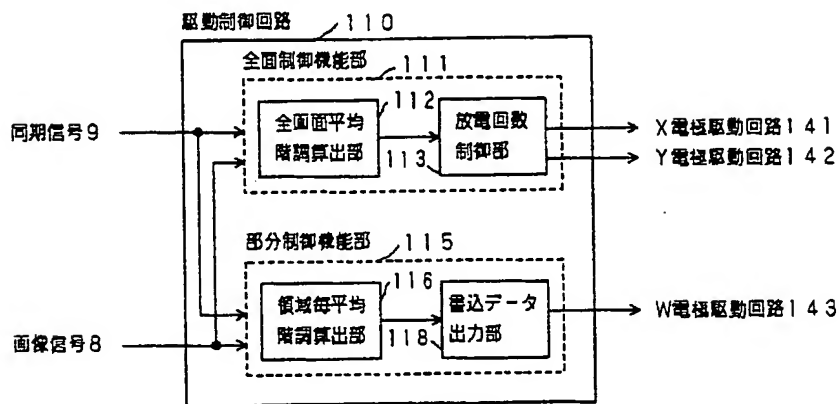 駆動制御回路 110
全面制御機能部 111
112
全画面平均
階調算出部
放電回数
制御部
113
同期信号9
X電極駆動回路141
Y電極駆動回路142
部分制御機能部 115
116
領域毎平均
階調算出部
書込データ
出力部
118
W電極駆動回路143
画像信号8